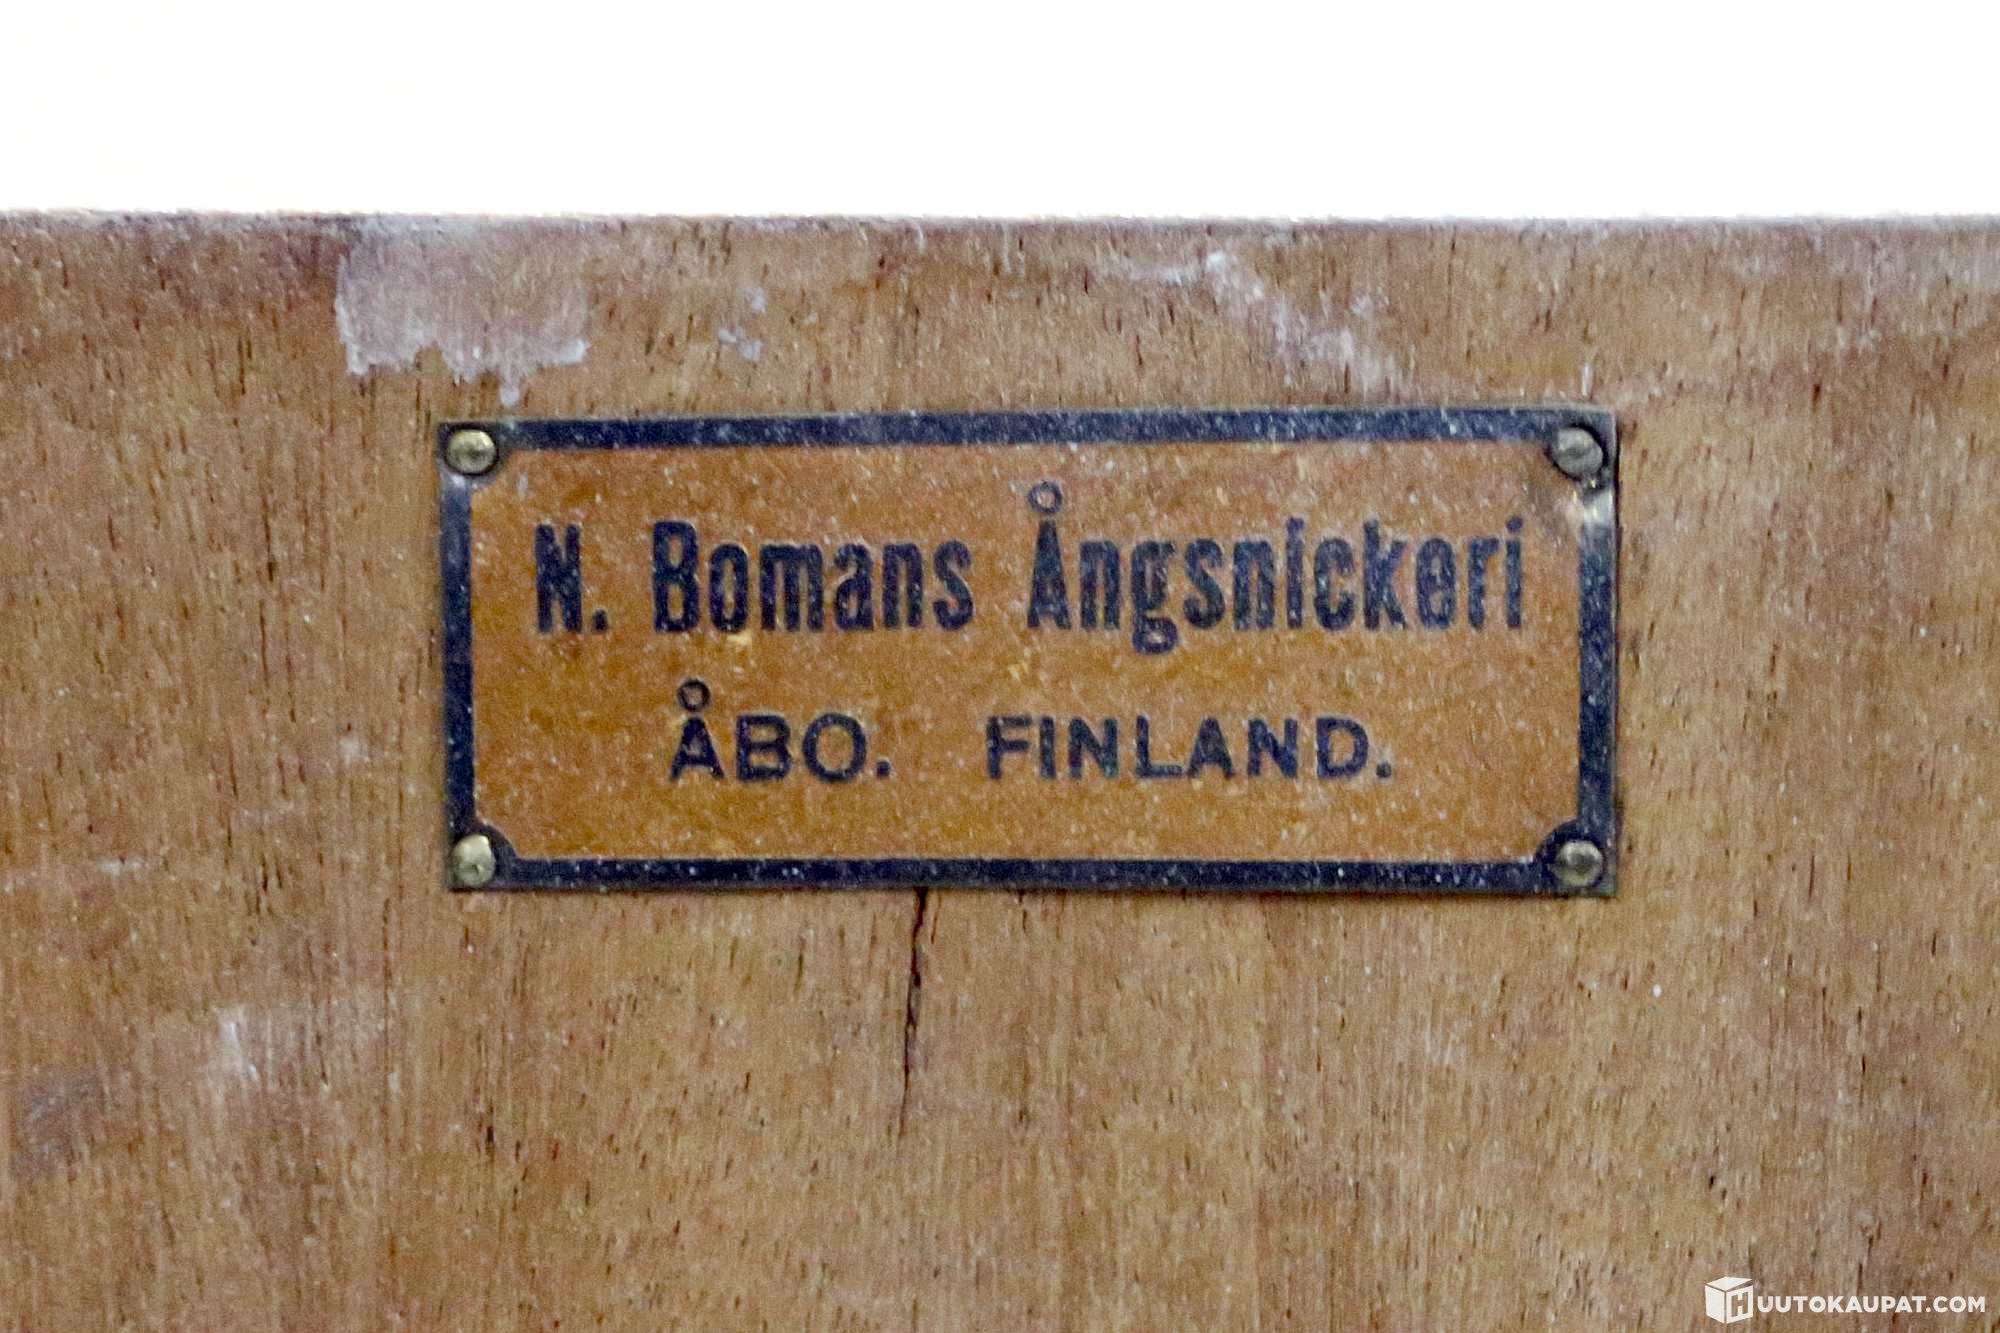 N. Bomans Ångsnickeri
ÅBO. FINLAND.
HUUTOKAUPAT.COM